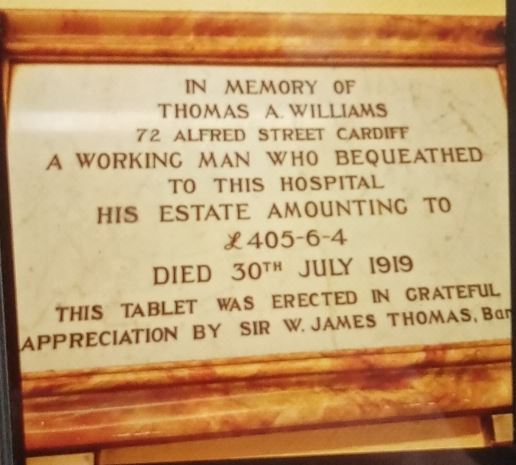 IN MEMORY OF
THOMAS A. WILLIAMS
72 ALFRED STREET CARDIFF
A WORKING MAN WHO BEQUEATHED
TO THIS HOSPITAL
HIS ESTATE AMOUNTING TO
£405-6-4
DIED 30TH JULY 1919
THIS TABLET WAS ERECTED IN GRATEFUL
APPRECIATION BY SIR W. JAMES THOMAS, Bar